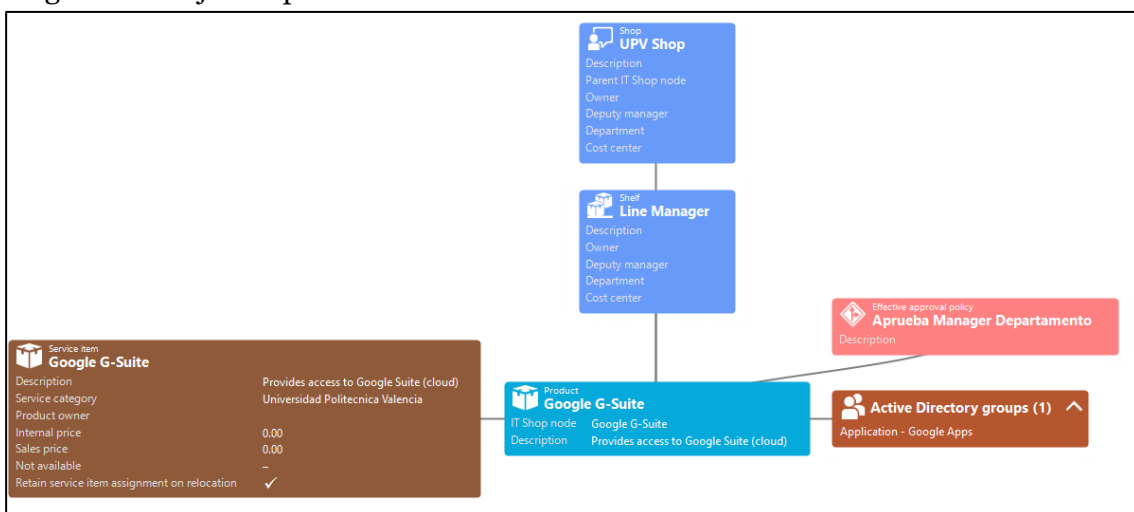 Shop
UPV Shop
Description
Parent IT Shop node
Owner
Deputy manager
Department
Cost center
Shelf
Line Manager
Description
Owner
Deputy manager
Department
Cost center
Effective approval policy
Aprueba Manager Departamento
Description
Service item
Google G-Suite
Description Provides access to Google Suite (cloud)
Service category Universidad Politecnica Valencia
Product owner
Internal price 0.00
Sales price 0.00
Not available –
Retain service item assignment on relocation ✓
Product
Google G-Suite
IT Shop node Google G-Suite
Description Provides access to Google Suite (cloud)
Active Directory groups (1)
Application - Google Apps